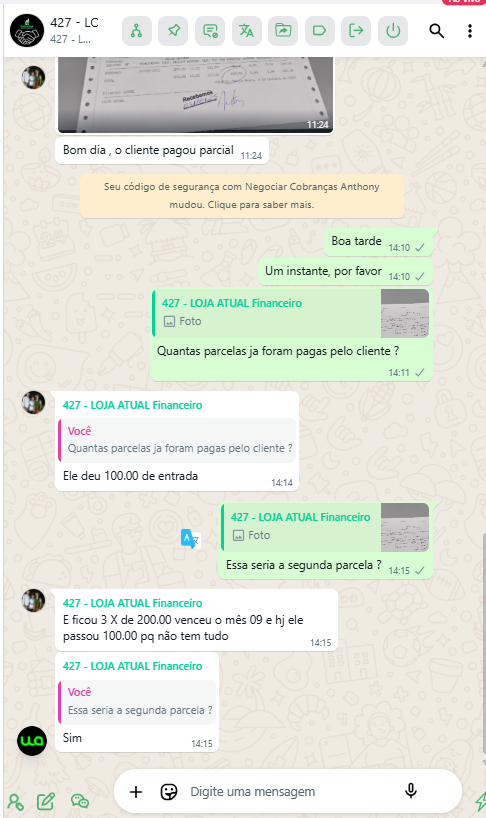 427 - LC
427 - L...
Recebemos
11:24
Bom dia , o cliente pagou parcial 11:24
Seu código de segurança com Negociar Cobranças Anthony
mudou. Clique para saber mais.
Boa tarde 14:10
Um instante, por favor 14:10
427 - LOJA ATUAL Financeiro
Foto
Quantas parcelas ja foram pagas pelo cliente ?
14:11
427 - LOJA ATUAL Financeiro
Você
Quantas parcelas ja foram pagas pelo cliente ?
Ele deu 100.00 de entrada
14:14
427 - LOJA ATUAL Financeiro
Foto
Essa seria a segunda parcela ? 14:15
427 - LOJA ATUAL Financeiro
E ficou 3 X de 200.00 venceu o mês 09 e hj ele
passou 100.00 pq não tem tudo 14:15
427 - LOJA ATUAL Financeiro
Você
Essa seria a segunda parcela ?
Sim
14:15
Digite uma mensagem